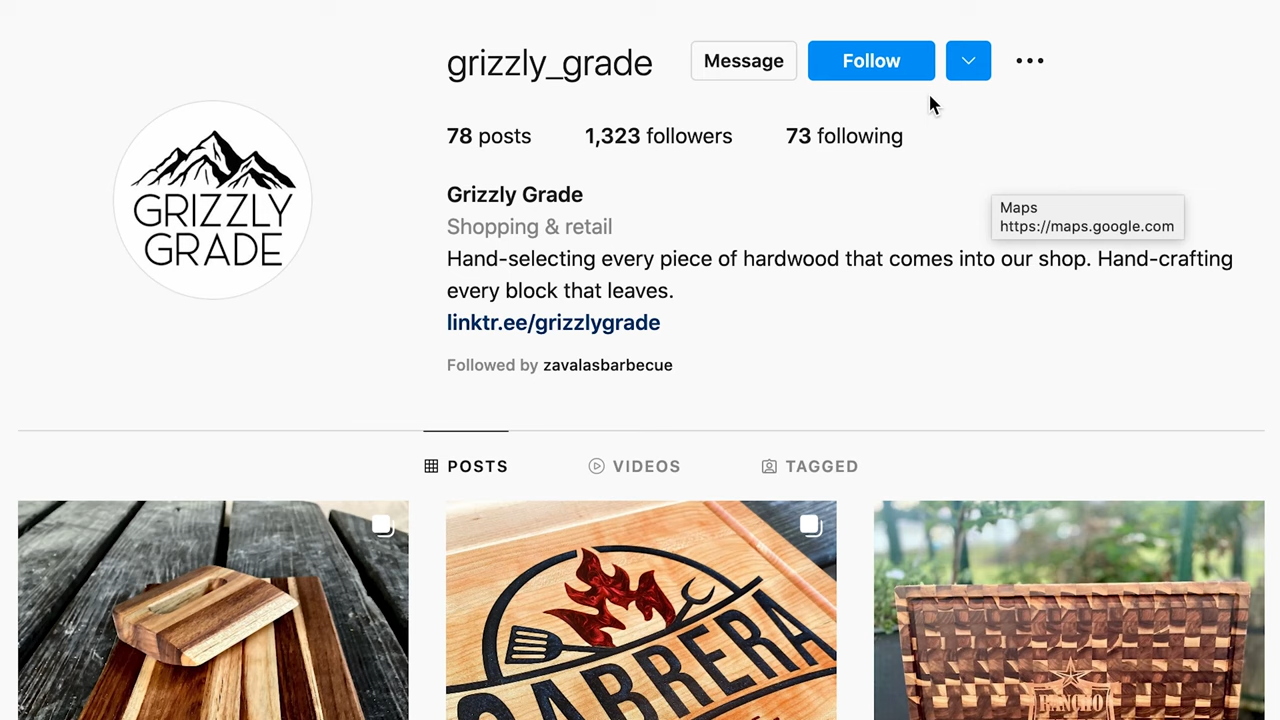 grizzly_grade
Message
Follow
78 posts
1,323 followers
73 following
GRIZZLY
GRADE
Grizzly Grade
Shopping & retail
Maps
https://maps.google.com
Hand-selecting every piece of hardwood that comes into our shop. Hand-crafting
every block that leaves.
linktr.ee/grizzlygrade
Followed by zavalasbarbecue
POSTS
VIDEOS
TAGGED
CABRERA
RANCHO